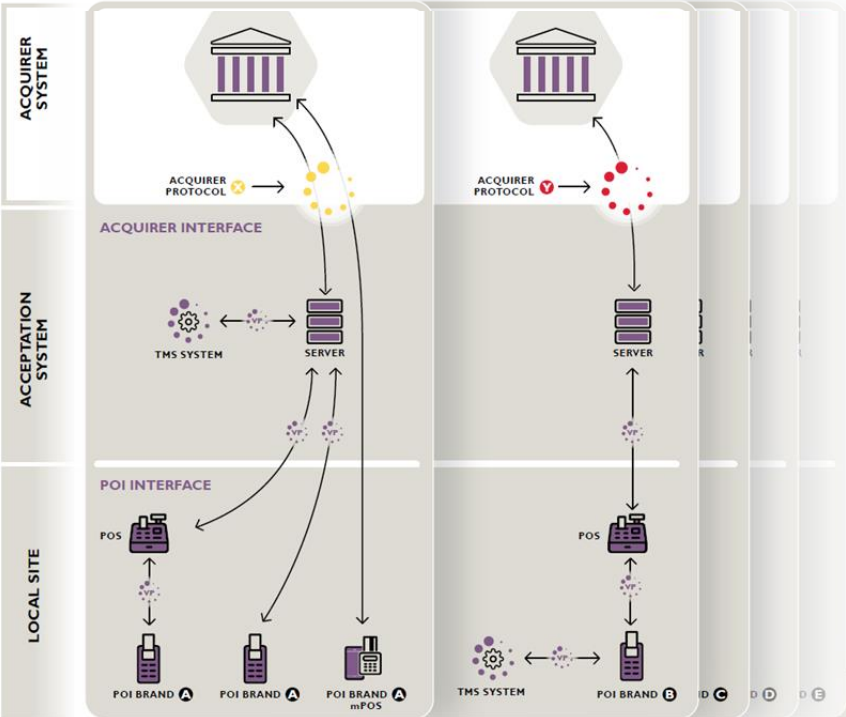 ACQUIRER
SYSTEM
ACQUIRER
PROTOCOL X
ACQUIRER
PROTOCOL Y
ACQUIRER INTERFACE
ACCEPTATION
SYSTEM
VP
TMS SYSTEM
SERVER
SERVER
R
R
R
VP
VP
VP
POI INTERFACE
LOCAL SITE
POS
POS
VP
VP
VP
TMS SYSTEM
POI BRAND A
POI BRAND A
POI BRAND A
mPOS
POI BRAND B
ND C
D D
D E